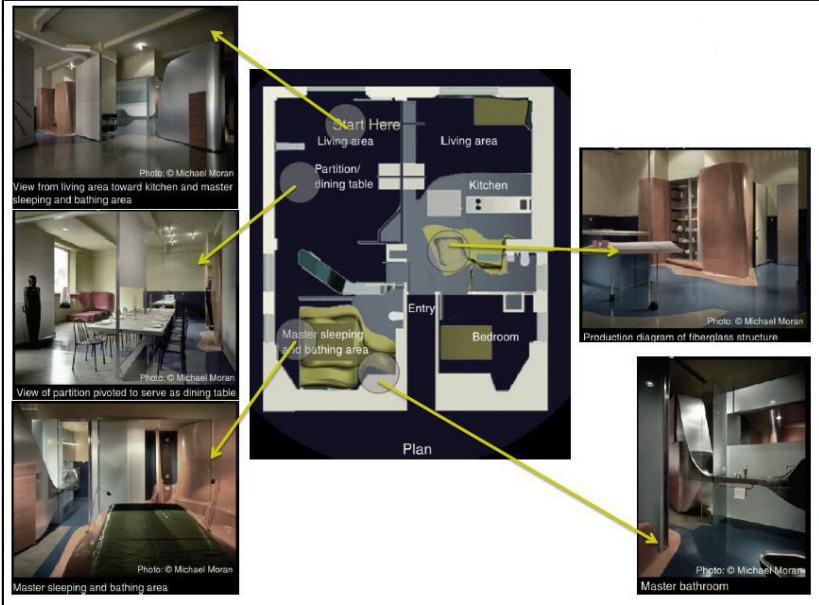 Photo: © Michael Moran
View from living area toward kitchen and master
sleeping and bathing area
Photo: © Michael Moran
View of partition pivoted to serve as dining table
Photo: © Michael Moran
Master sleeping and bathing area
Start Here
Living area
Living area
Partition/
dining table
Kitchen
Entry
Master sleeping
and bathing area
Bedroom
Plan
Photo: © Michael Moran
Production diagram of fiberglass structure
Photo: © Michael Moran
Master bathroom